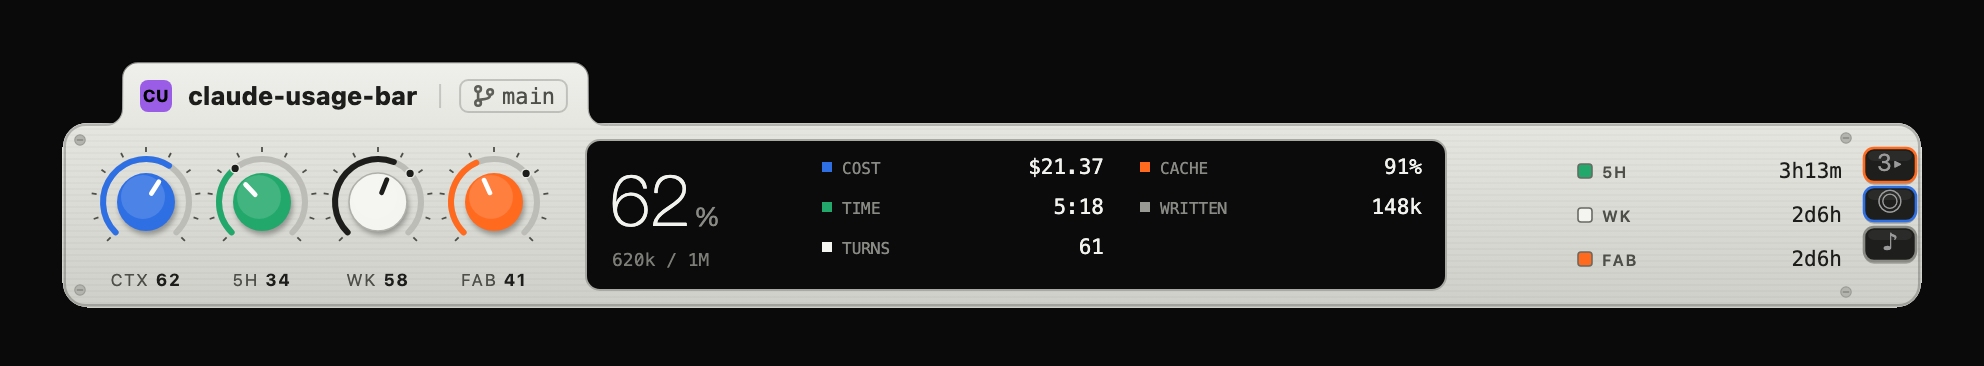 CU claude-usage-bar main
CTX 62 5H 34 WK 58 FAB 41
62%
620k / 1M
COST $21.37
TIME 5:18
TURNS 61
CACHE 91%
WRITTEN 148k
5H 3h13m
WK 2d6h
FAB 2d6h
3▸
♪